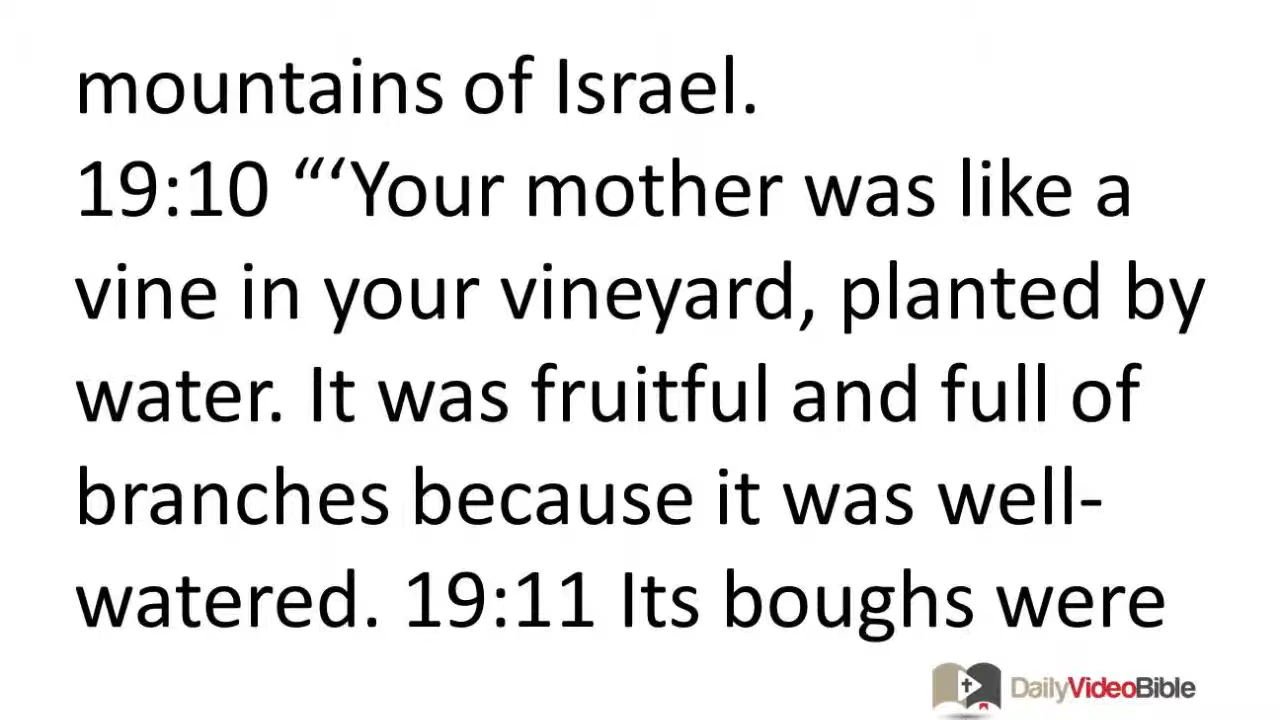 mountains of Israel.
19:10 “‘Your mother was like a
vine in your vineyard, planted by
water. It was fruitful and full of
branches because it was well-
watered. 19:11 Its boughs were
DailyVideoBible